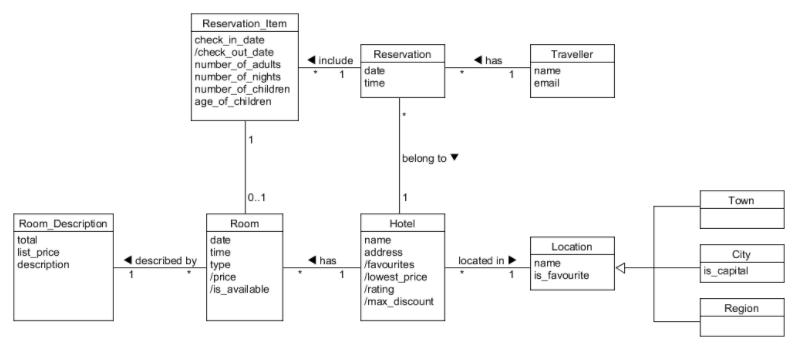 Reservation_Item
check_in_date
/check_out_date
number_of_adults
number_of_nights
number_of_children
age_of_children
◀ include
* 1
Reservation
date
time
◀ has
* 1
Traveller
name
email
1
0..1
*
belong to ▼
1
Room_Description
total
list_price
description
◀ described by
1 *
Room
date
time
type
/price
/is_available
◀ has
* 1
Hotel
name
address
/favourites
/lowest_price
/rating
/max_discount
located in ▶
* 1
Location
name
is_favourite
Town
City
is_capital
Region